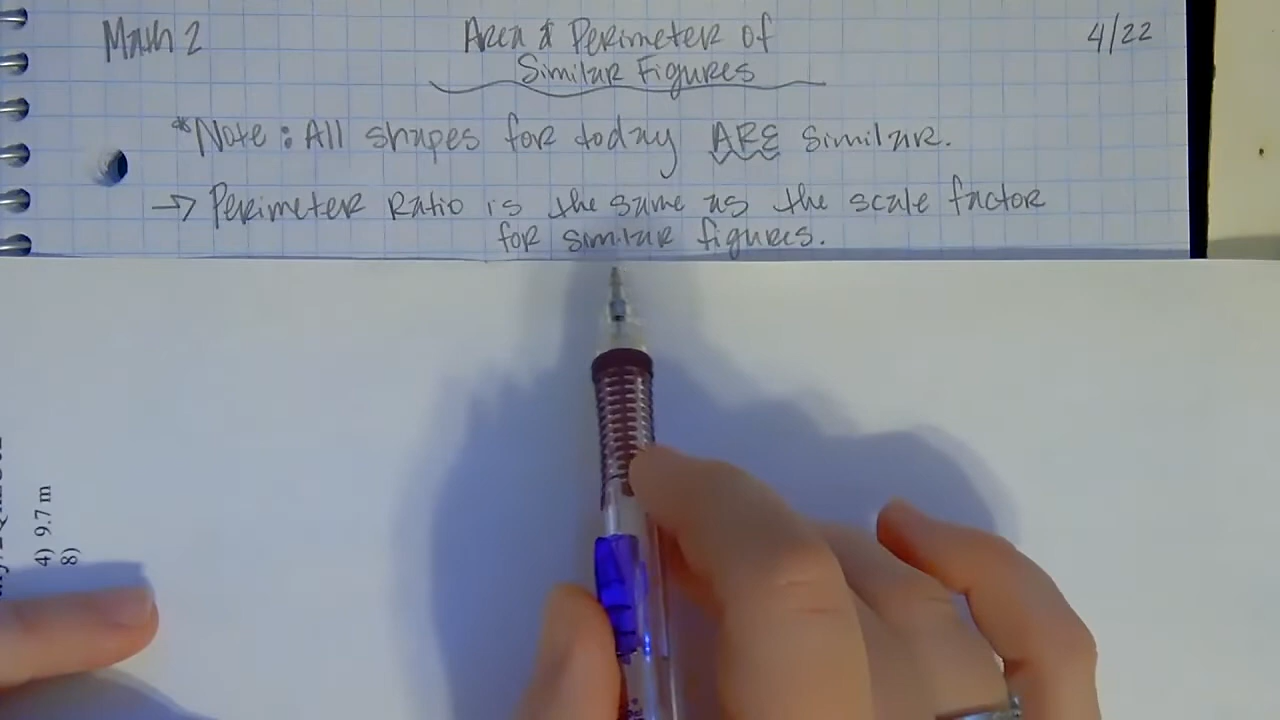 Math 2
Area & Perimeter of
Similar Figures
4/22
*Note: All shapes for today ARE similar.
→ Perimeter Ratio is the same as the scale factor
for similar figures.
4) 9.7 m
8)